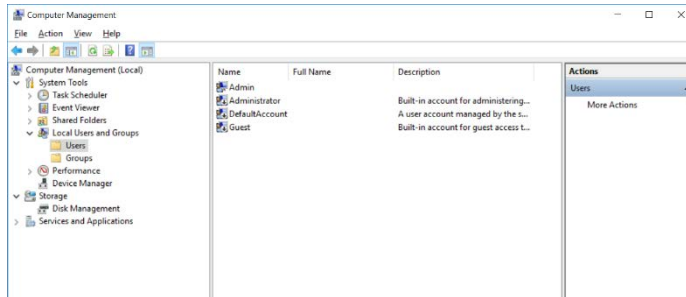 Computer Management
File Action View Help
Computer Management (Local)
System Tools
Task Scheduler
Event Viewer
Shared Folders
Local Users and Groups
Users
Groups
Performance
Device Manager
Storage
Disk Management
Services and Applications
Name Full Name Description
Admin
Administrator Built-in account for administering...
DefaultAccount A user account managed by the s...
Guest Built-in account for guest access t...
Actions
Users
More Actions